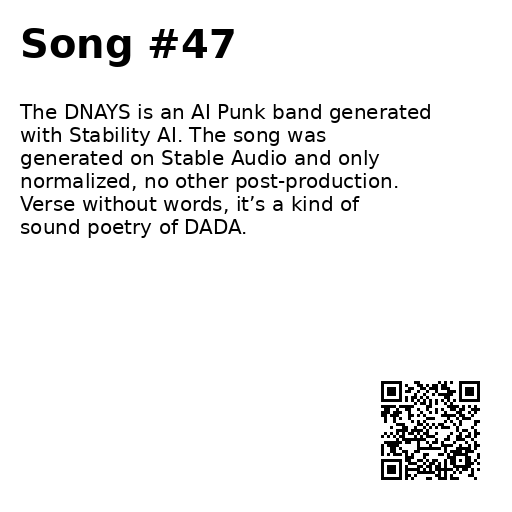 Song #47
The DNAYS is an AI Punk band generated
with Stability AI. The song was
generated on Stable Audio and only
normalized, no other post-production.
Verse without words, it’s a kind of
sound poetry of DADA.